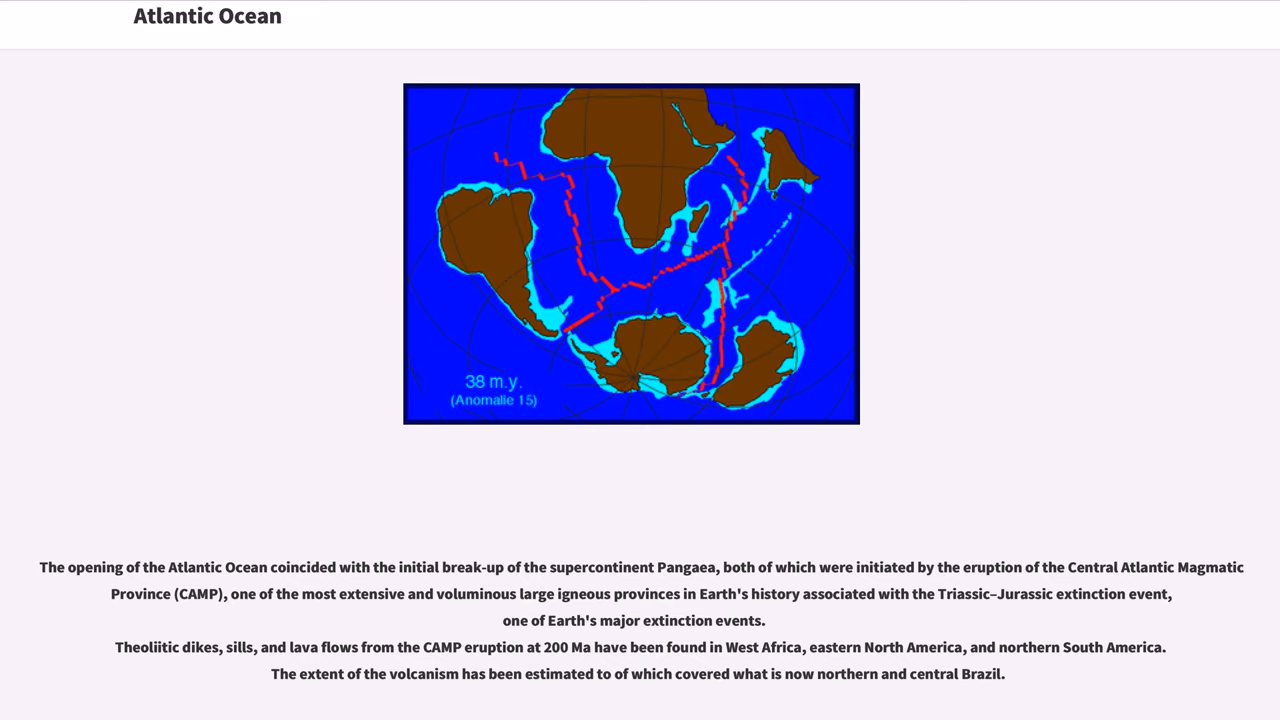 Atlantic Ocean
38 m.y.
(Anomalie 15)
The opening of the Atlantic Ocean coincided with the initial break-up of the supercontinent Pangaea, both of which were initiated by the eruption of the Central Atlantic Magmatic
Province (CAMP), one of the most extensive and voluminous large igneous provinces in Earth's history associated with the Triassic–Jurassic extinction event,
one of Earth's major extinction events.
Theoliitic dikes, sills, and lava flows from the CAMP eruption at 200 Ma have been found in West Africa, eastern North America, and northern South America.
The extent of the volcanism has been estimated to of which covered what is now northern and central Brazil.